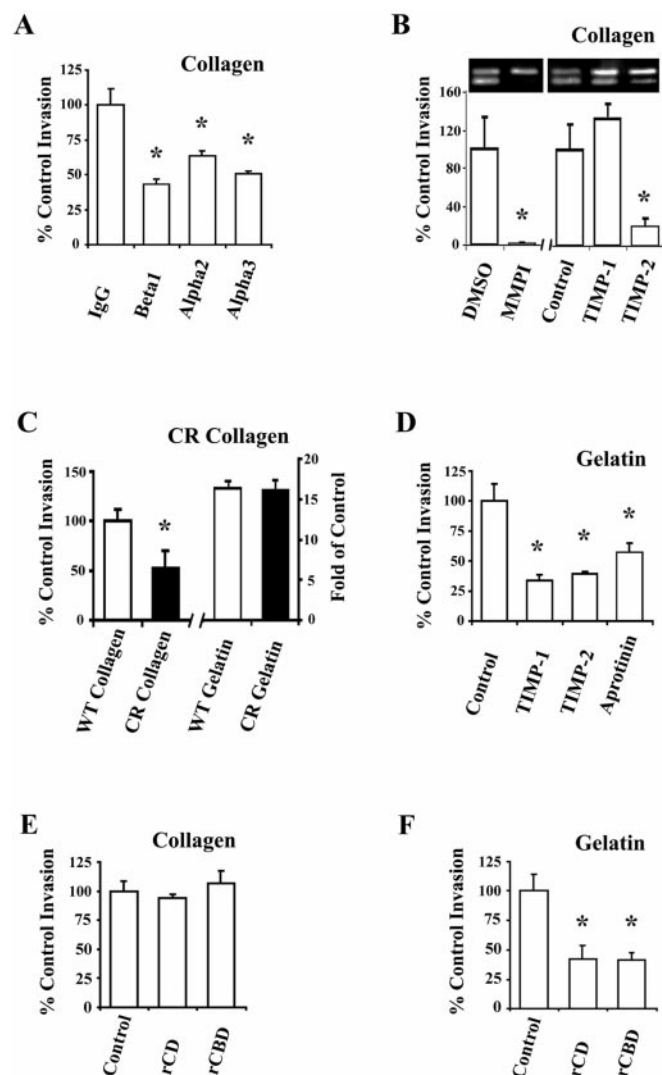 A
Collagen
% Control Invasion
125
100
75
50
25
0
*
*
*
IgG
Beta1
Alpha2
Alpha3
B
Collagen
% Control Invasion
160
120
80
40
0
*
*
DMSO
MMPI
Control
TIMP-1
TIMP-2
C
CR Collagen
% Control Invasion
150
100
50
0
*
20
15
10
5
0
Fold of Control
WT Collagen
CR Collagen
WT Gelatin
CR Gelatin
D
Gelatin
% Control Invasion
125
100
75
50
25
0
*
*
*
Control
TIMP-1
TIMP-2
Aprotinin
E
Collagen
% Control Invasion
125
100
75
50
25
0
Control
rCD
rCBD
F
Gelatin
% Control Invasion
125
100
75
50
25
0
*
*
Control
rCD
rCBD